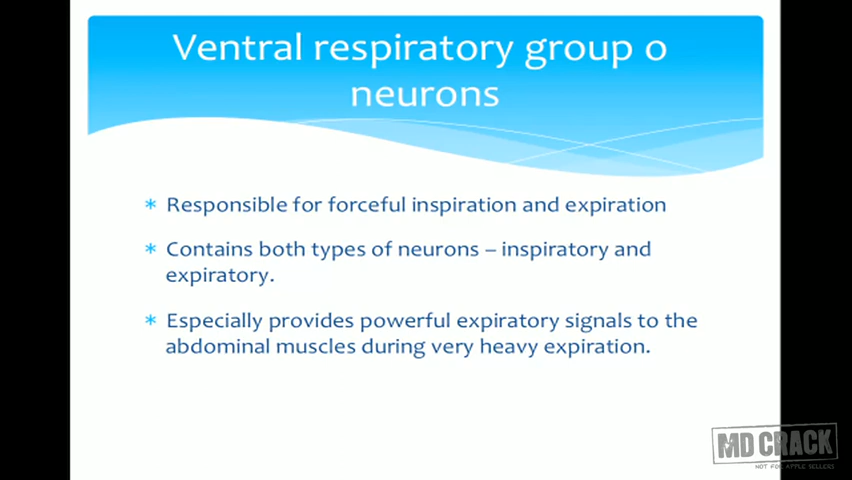 Ventral respiratory group o
neurons
* Responsible for forceful inspiration and expiration
* Contains both types of neurons – inspiratory and
expiratory.
* Especially provides powerful expiratory signals to the
abdominal muscles during very heavy expiration.
MD CRACK
NOT FOR APPLE SELLERS